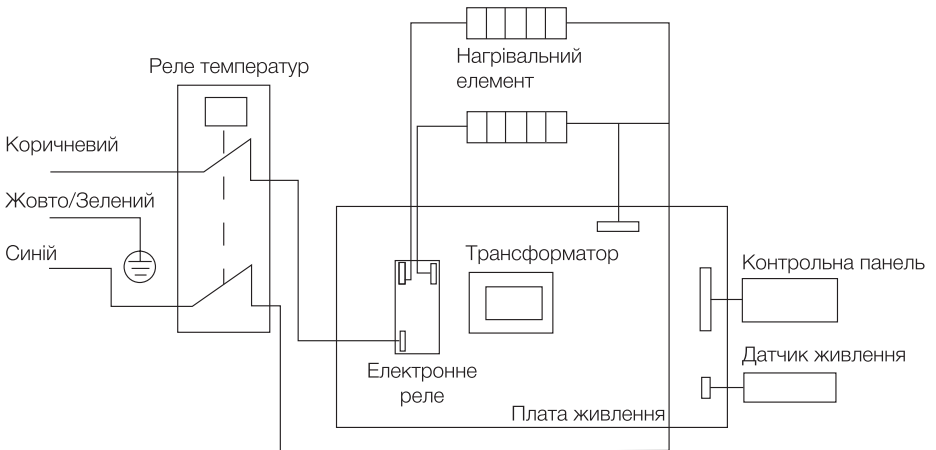 Нагрівальний
елемент
Реле температур
Коричневий
Жовто/Зелений
Синій
Трансформатор
Контрольна панель
Датчик живлення
Електронне
реле
Плата живлення